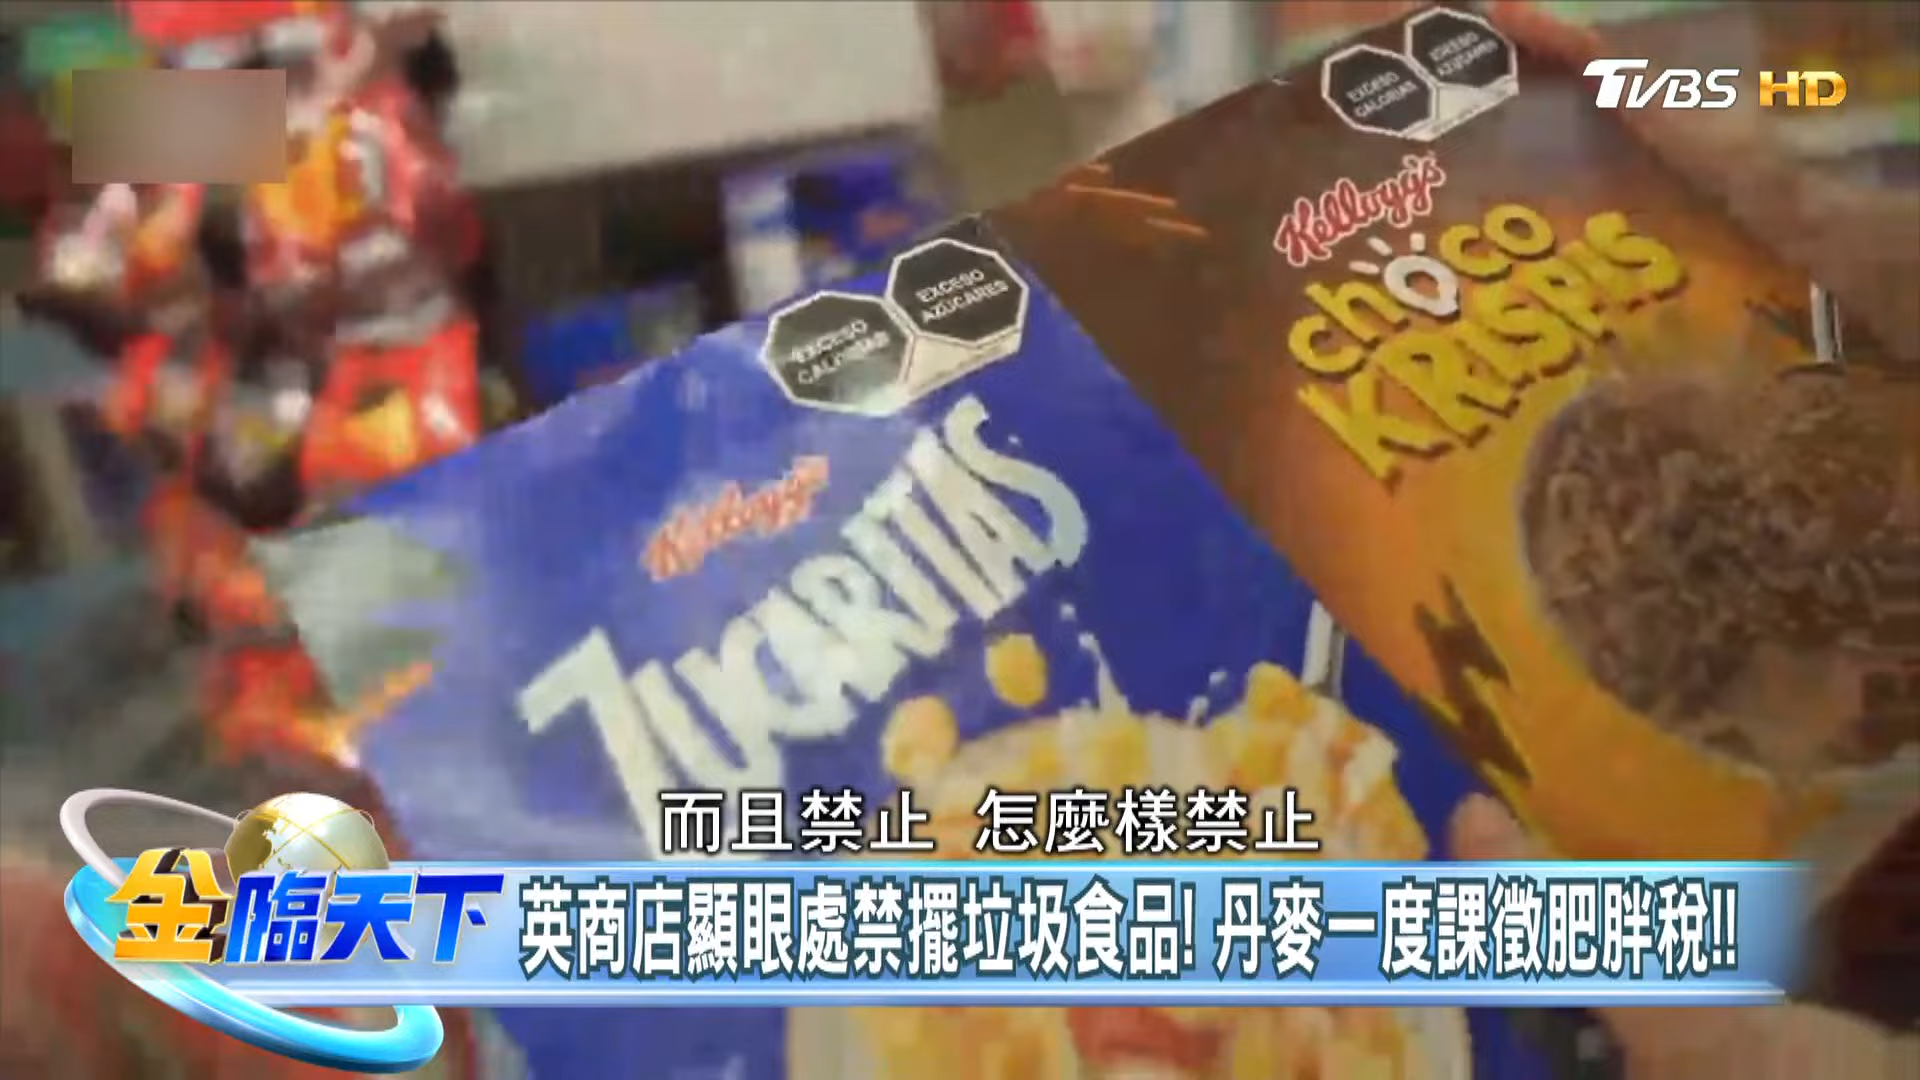 TVBS HD
EXCESO
CALORÍAS
EXCESO
AZÚCARES
Kellogg's
choco
KRISPIS
EXCESO
CALORÍAS
EXCESO
AZÚCARES
Kellogg's
ZUCARITAS
而且禁止 怎麼樣禁止
金臨天下
英商店顯眼處禁擺垃圾食品! 丹麥一度課徵肥胖稅!!